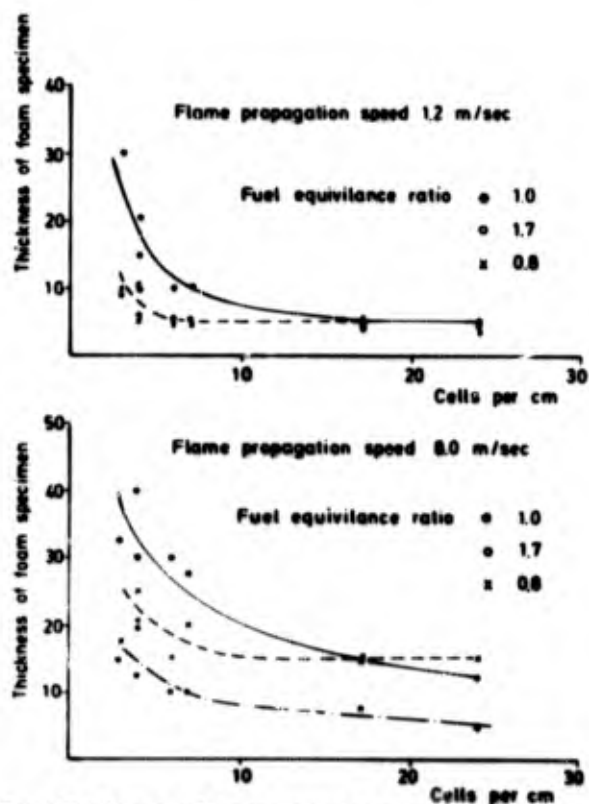 Thickness of foam specimen
40
Flame propagation speed 1.2 m/sec
30
Fuel equivilance ratio
1.0
20
1.7
0.8
10
10
20
30
Cells per cm
Thickness of foam specimen
50
Flame propagation speed 8.0 m/sec
40
Fuel equivilance ratio
1.0
30
1.7
20
0.8
10
10
20
30
Cells per cm